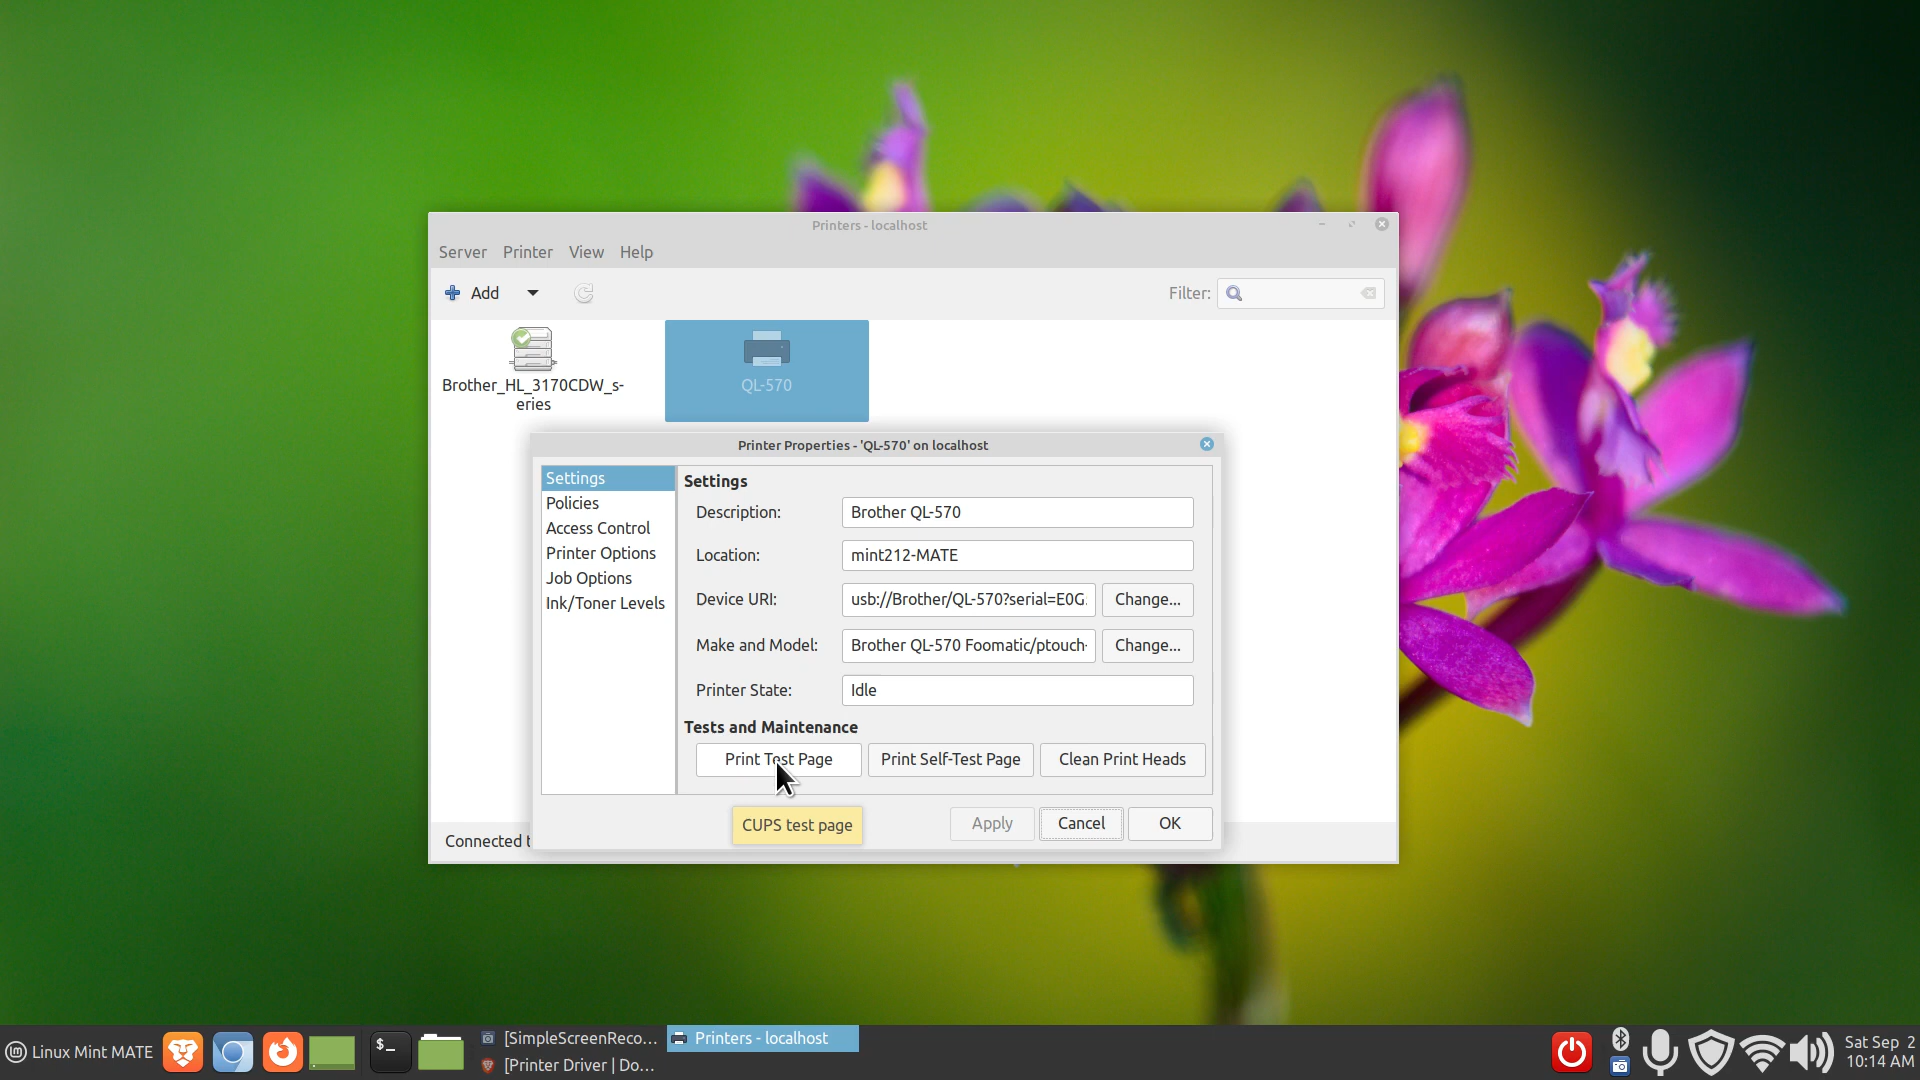 Printers - localhost
Server Printer View Help
Add
Filter:
Brother_HL_3170CDW_s-
eries
QL-570
Printer Properties - 'QL-570' on localhost
Settings
Policies
Access Control
Printer Options
Job Options
Ink/Toner Levels
Settings
Description: Brother QL-570
Location: mint212-MATE
Device URI: usb://Brother/QL-570?serial=E0G. Change...
Make and Model: Brother QL-570 Foomatic/ptouch- Change...
Printer State: Idle
Tests and Maintenance
Print Test Page Print Self-Test Page Clean Print Heads
CUPS test page
Apply Cancel OK
Connected
Linux Mint MATE
$_
[SimpleScreenReco...
[Printer Driver | Do...
Printers - localhost
Sat Sep 2
10:14 AM